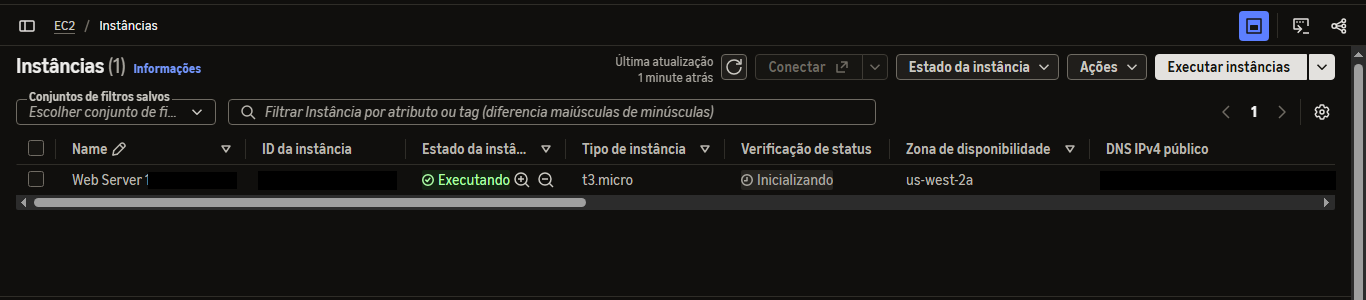 EC2 / Instâncias
Instâncias (1) Informações
Última atualização
1 minute atrás
Conectar
Estado da instância
Ações
Executar instâncias
Conjuntos de filtros salvos
Escolher conjunto de fi...
Filtrar Instância por atributo ou tag (diferencia maiúsculas de minúsculas)
1
Name ID da instância Estado da instâ... Tipo de instância Verificação de status Zona de disponibilidade DNS IPv4 público
Web Server 1 Executando t3.micro Inicializando us-west-2a